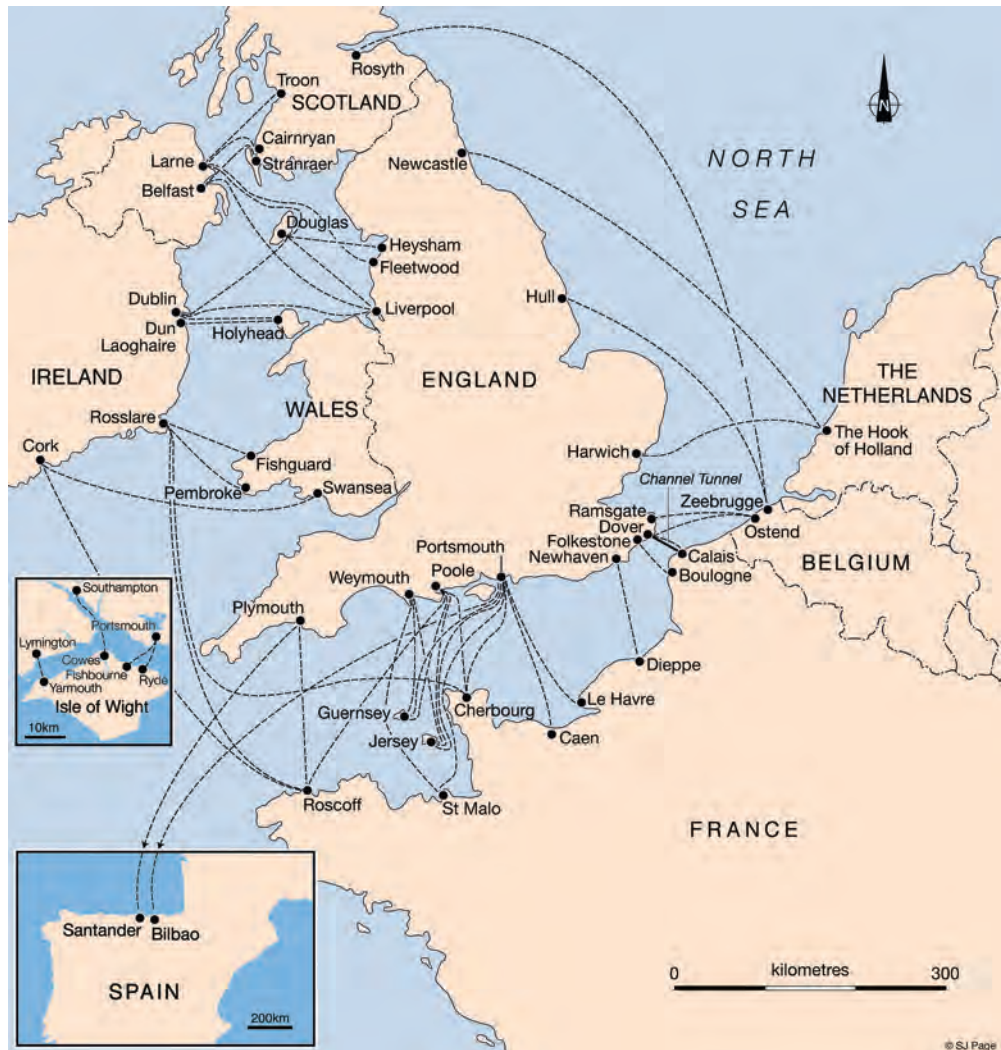 Rosyth
Troon
SCOTLAND
Cairnryan
Stranraer
Larne
Belfast
Newcastle
NORTH
SEA
N
Douglas
Heysham
Fleetwood
Dublin
Dun
Laoghaire
Holyhead
Liverpool
Hull
IRELAND
WALES
ENGLAND
THE
NETHERLANDS
Rosslare
Cork
Fishguard
Pembroke
Swansea
Harwich
The Hook
of Holland
Channel Tunnel
Ramsgate
Dover
Folkestone
Newhaven
Zeebrugge
Ostend
Calais
Boulogne
BELGIUM
Portsmouth
Poole
Weymouth
Plymouth
Dieppe
Southampton
Portsmouth
Lymington
Cowes
Fishbourne
Ryde
Yarmouth
Isle of Wight
10km
Guernsey
Jersey
Cherbourg
Le Havre
Caen
Roscoff
St Malo
FRANCE
Santander
Bilbao
SPAIN
200km
0
kilometres
300
© SJ Page